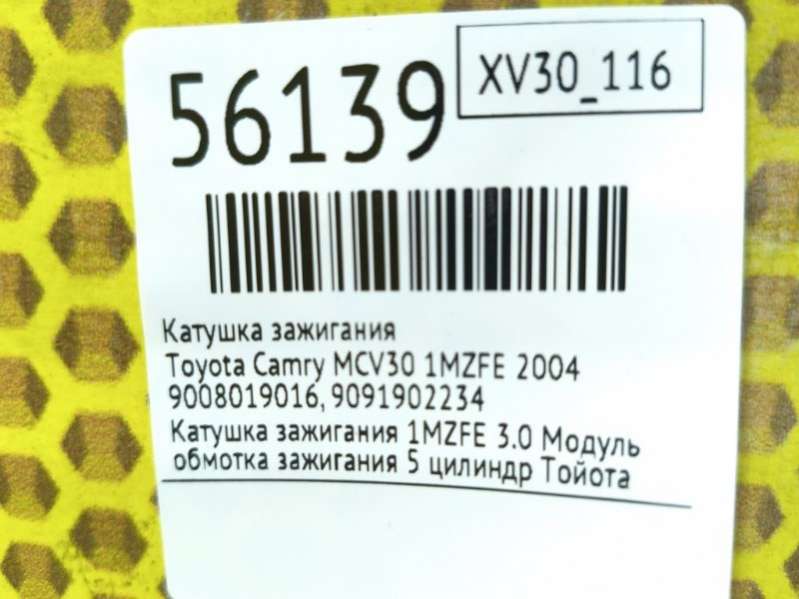 56139
XV30_116
Катушка зажигания
Toyota Camry MCV30 1MZFE 2004
9008019016, 9091902234
Катушка зажигания 1MZFE 3.0 Модуль
обмотка зажигания 5 цилиндр Тойота